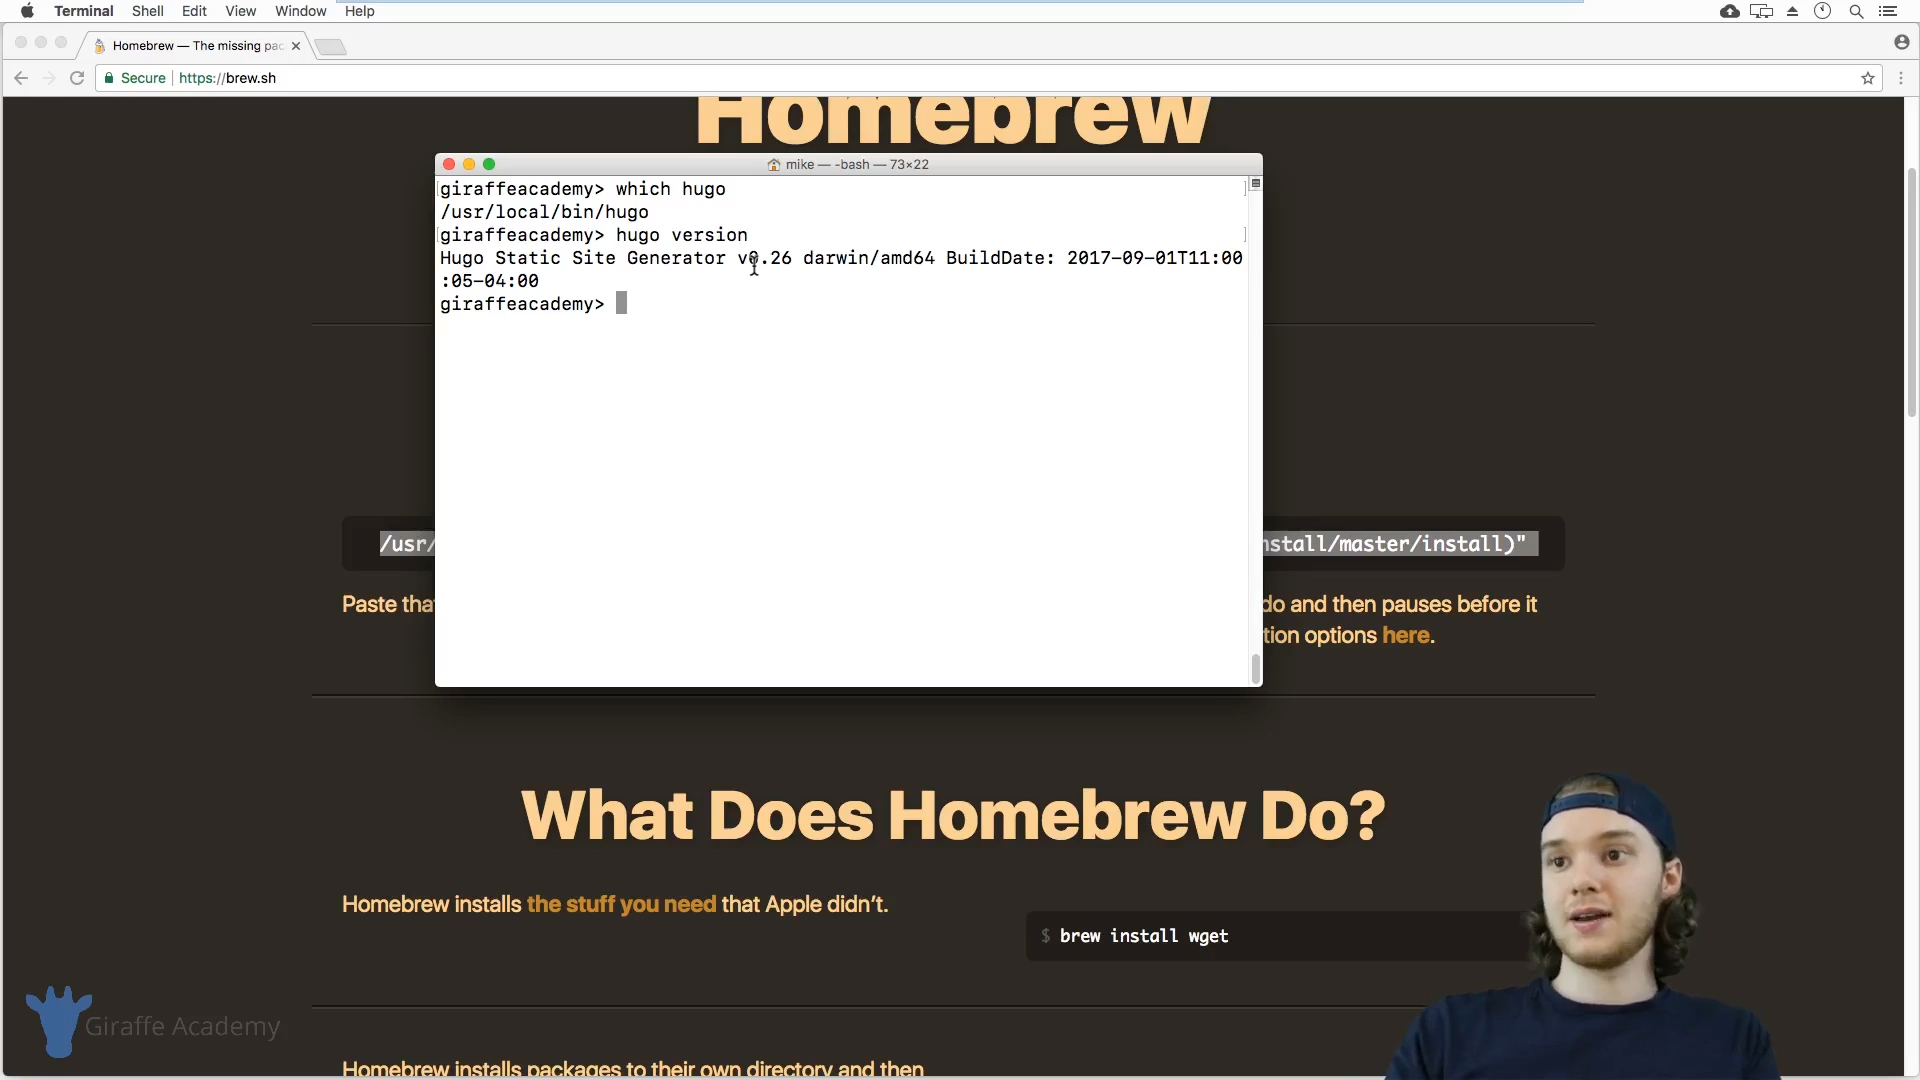 Terminal Shell Edit View Window Help
Homebrew — The missing pac
Secure https://brew.sh
Homebrew
mike — -bash — 73×22
giraffeacademy> which hugo
/usr/local/bin/hugo
giraffeacademy> hugo version
Hugo Static Site Generator v0.26 darwin/amd64 BuildDate: 2017-09-01T11:00
:05-04:00
giraffeacademy>
/usr/ nstall/master/install)"
Paste that do and then pauses before it
tion options here.
What Does Homebrew Do?
Homebrew installs the stuff you need that Apple didn't.
$ brew install wget
Giraffe Academy
Homebrew installs packages to their own directory and then